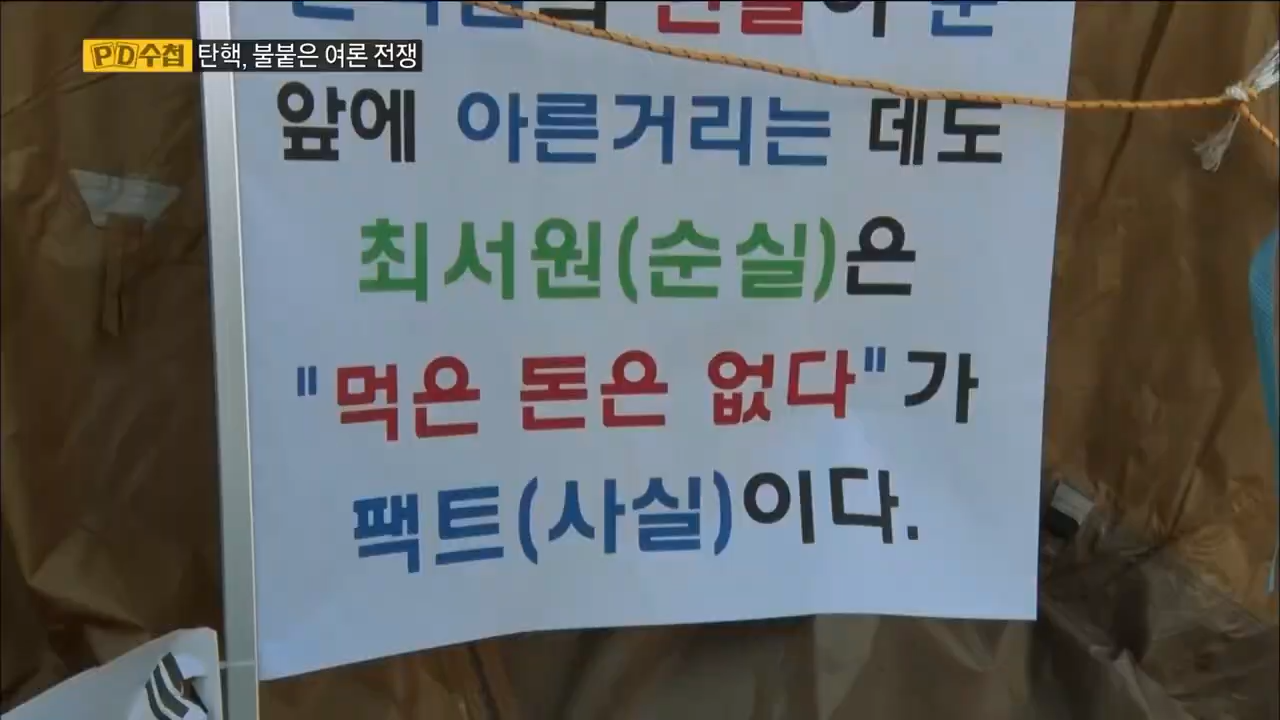 PD수첩 탄핵, 불붙은 여론 전쟁
앞에 아른거리는 데도
최서원(순실)은
"먹은 돈은 없다"가
팩트(사실)이다.